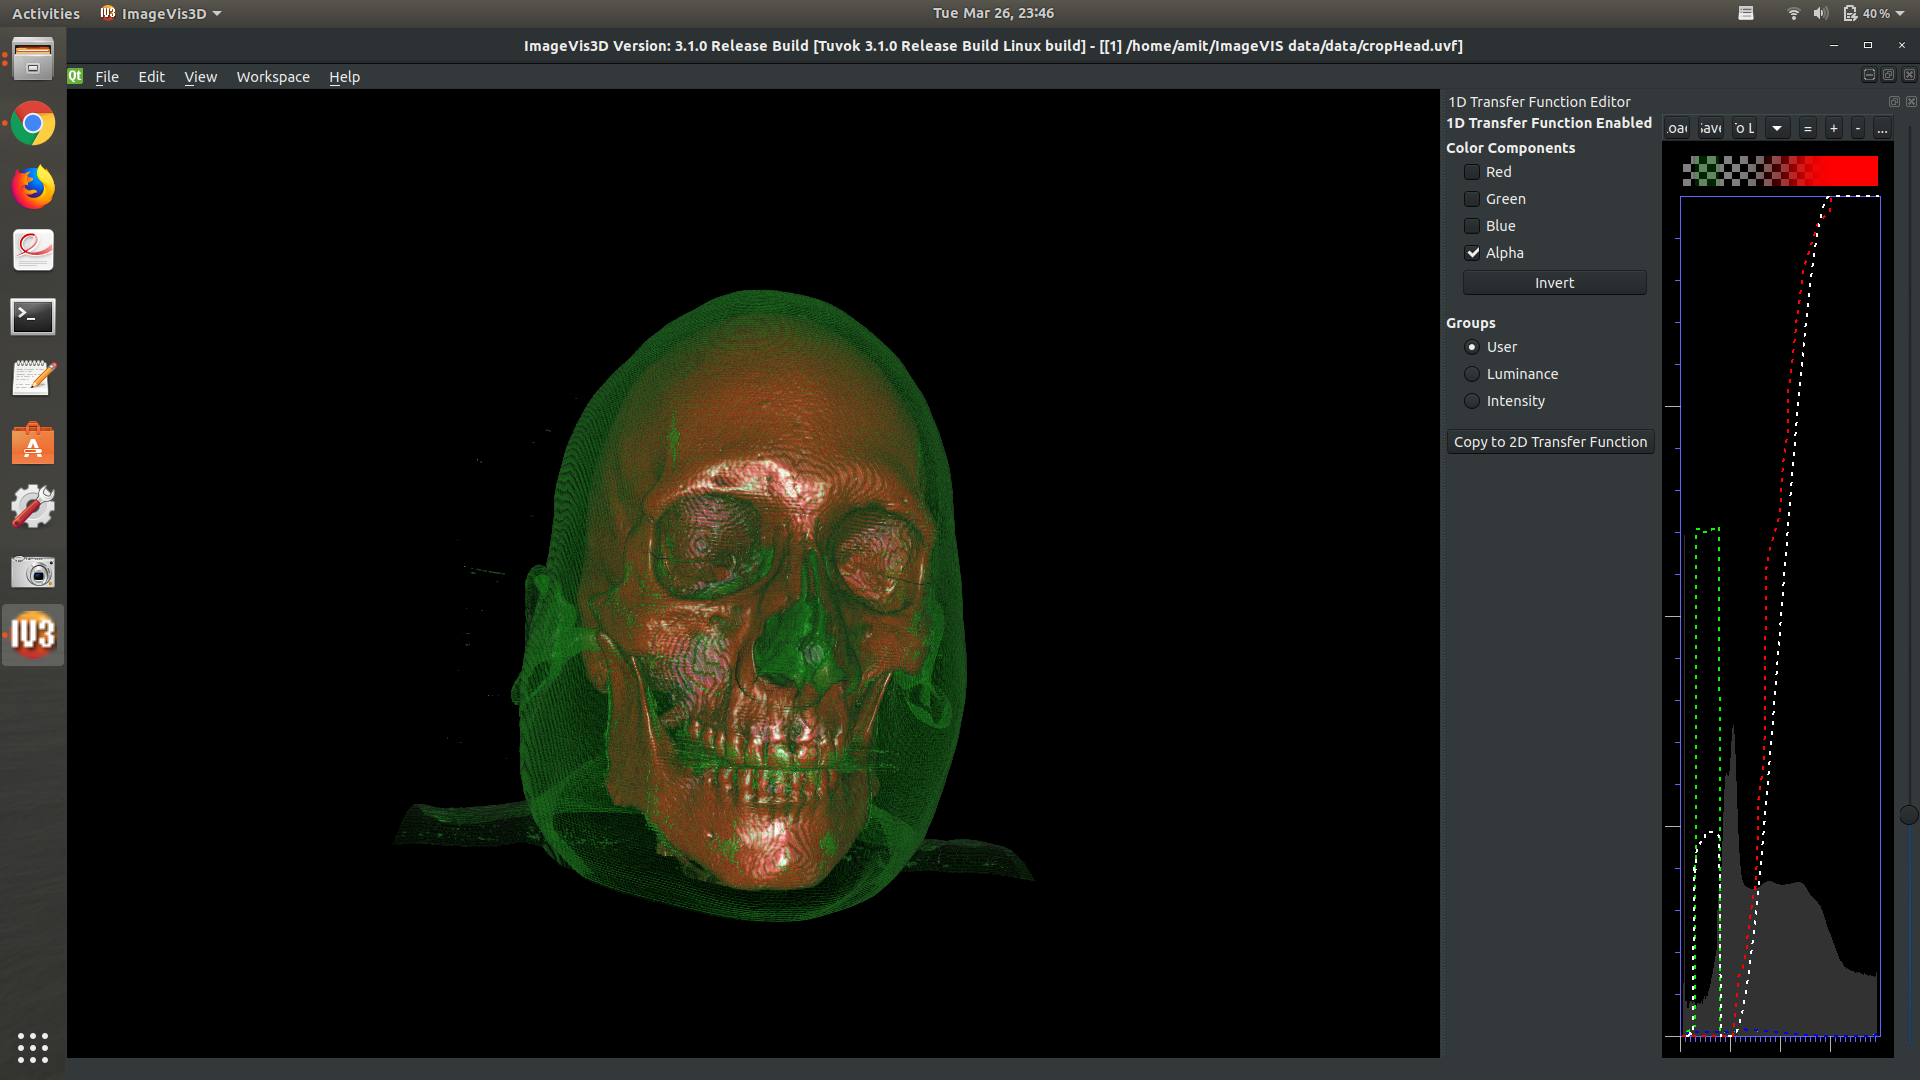 Activities ImageVis3D Tue Mar 26, 23:46 40 %
ImageVis3D Version: 3.1.0 Release Build [Tuvok 3.1.0 Release Build Linux build] - [[1] /home/amit/ImageVIS data/data/cropHead.uvf]
Qt File Edit View Workspace Help
1D Transfer Function Editor
1D Transfer Function Enabled
Save = + - ...
Color Components
Red
Green
Blue
Alpha
Invert
Groups
User
Luminance
Intensity
Copy to 2D Transfer Function
IV3